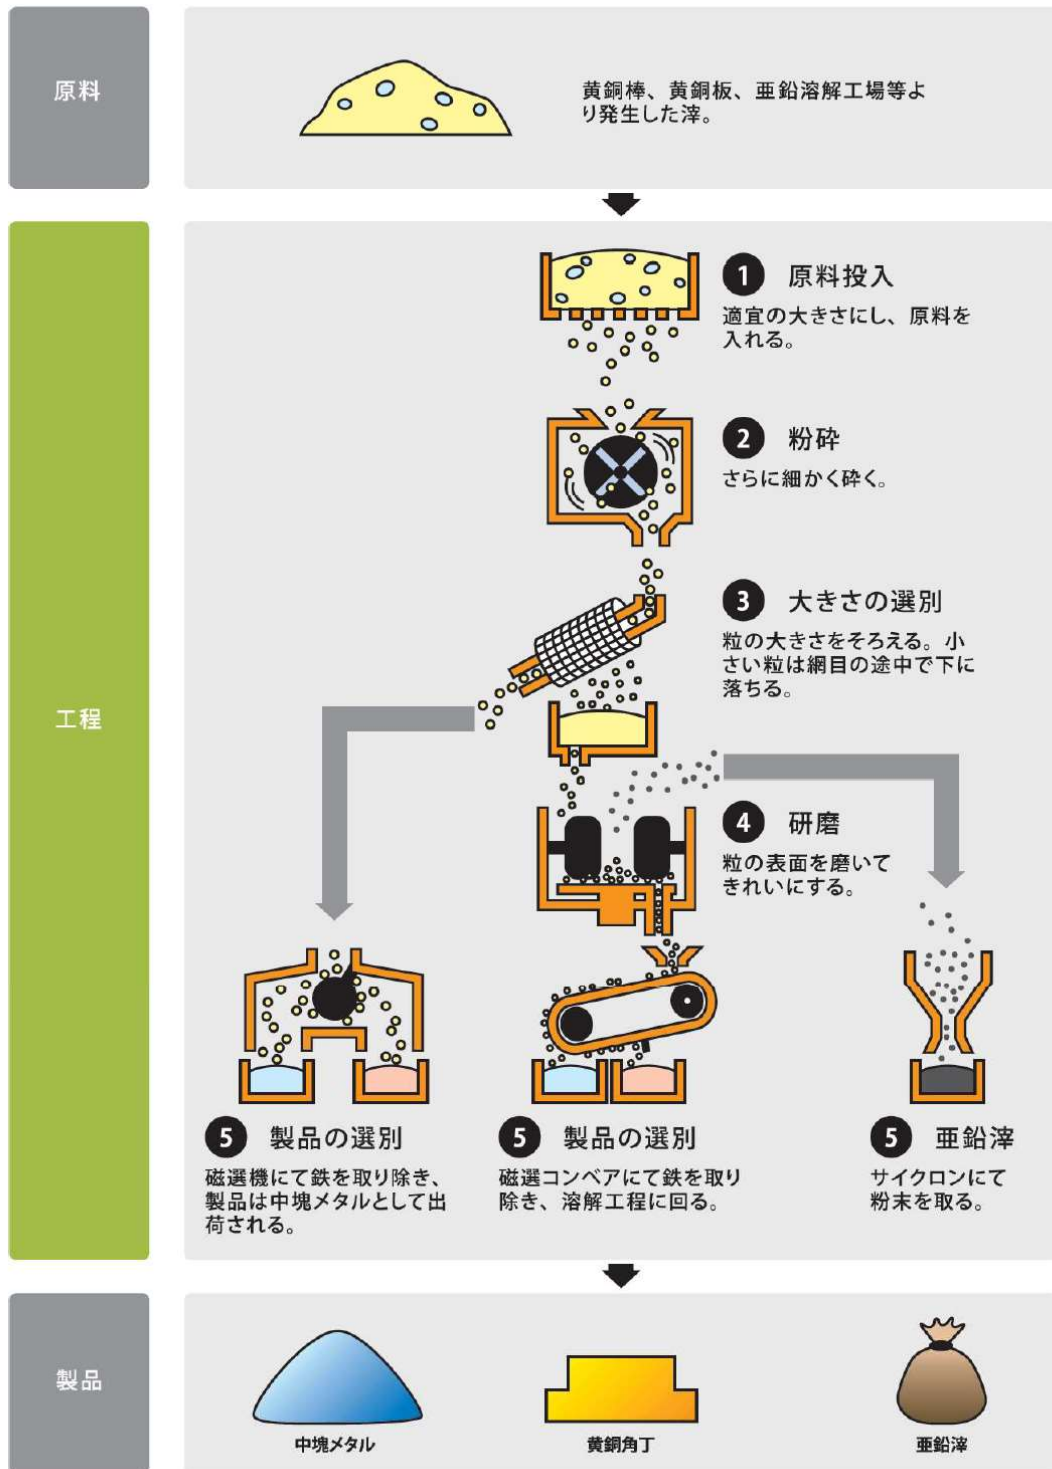 原料
黄銅棒、黄銅板、亜鉛溶解工場等よ
り発生した滓。
工程
1 原料投入
適宜の大きさにし、原料を
入れる。
2 粉砕
さらに細かく砕く。
3 大きさの選別
粒の大きさをそろえる。小
さい粒は網目の途中で下に
落ちる。
4 研磨
粒の表面を磨いて
きれいにする。
5 製品の選別
磁選機にて鉄を取り除き、
製品は中塊メタルとして出
荷される。
5 製品の選別
磁選コンベアにて鉄を取り
除き、溶解工程に回る。
5 亜鉛滓
サイクロンにて
粉末を取る。
製品
中塊メタル
黄銅角丁
亜鉛滓